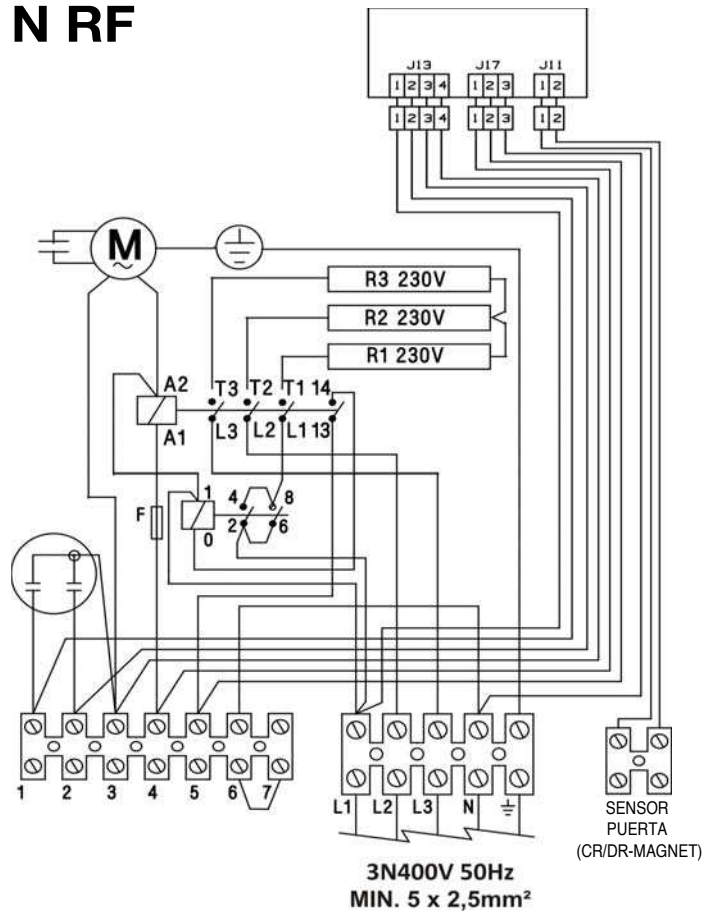 N RF
J13 J17 J11
1 2 3 4 1 2 3 1 2
1 2 3 4 1 2 3 1 2
M
~
R3 230V
R2 230V
R1 230V
A2 T3 T2 T1 14
A1 L3 L2 L1 13
1 4 8
F
0 2 6
1 2 3 4 5 6 7
L1 L2 L3 N
SENSOR
PUERTA
(CR/DR-MAGNET)
3N400V 50Hz
MIN. 5 x 2,5mm²